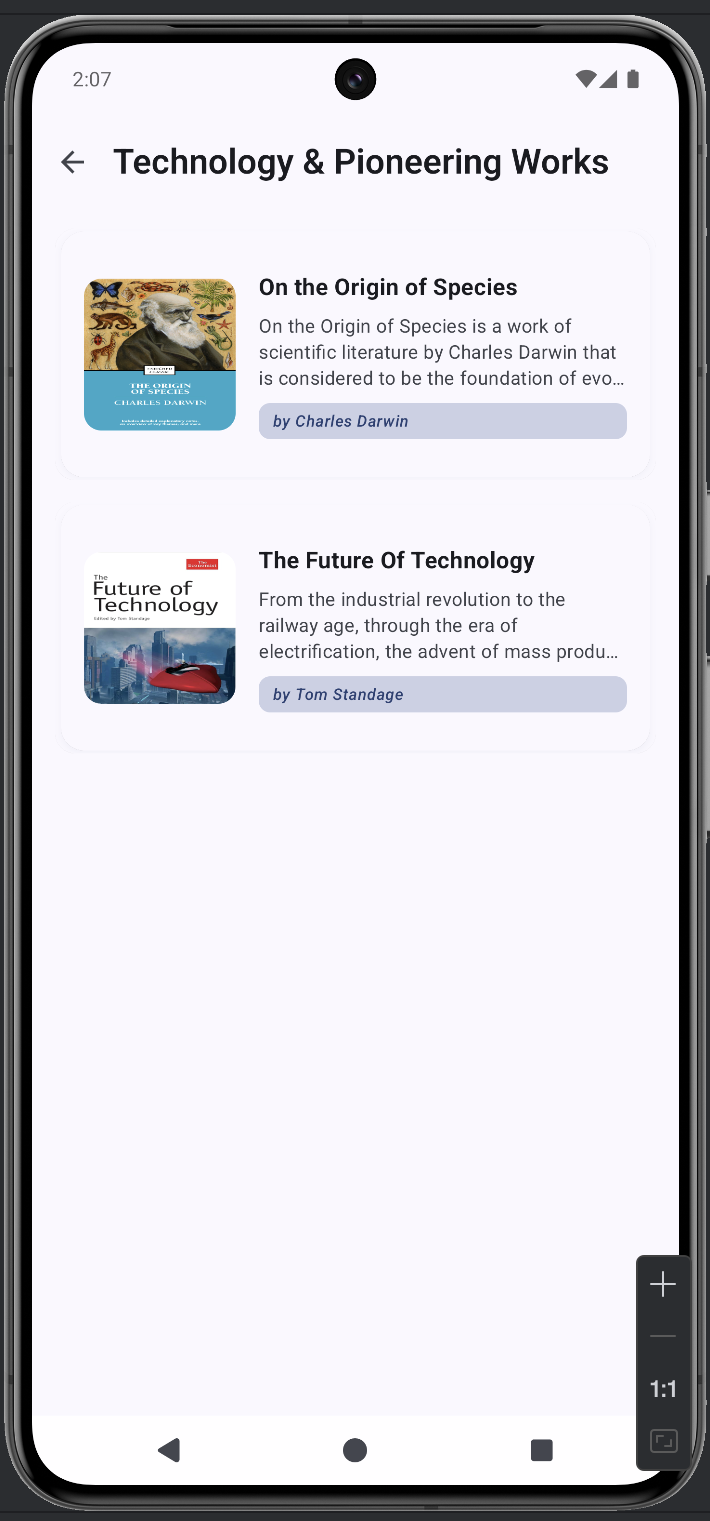 2:07
Technology & Pioneering Works
On the Origin of Species
On the Origin of Species is a work of
scientific literature by Charles Darwin that
is considered to be the foundation of evo...
by Charles Darwin
THE ORIGIN
OF SPECIES
CHARLES DARWIN
The Future Of Technology
From the industrial revolution to the
railway age, through the era of
electrification, the advent of mass produ...
by Tom Standage
The
Economist
The
Future of
Technology
Edited by Tom Standage
1:1